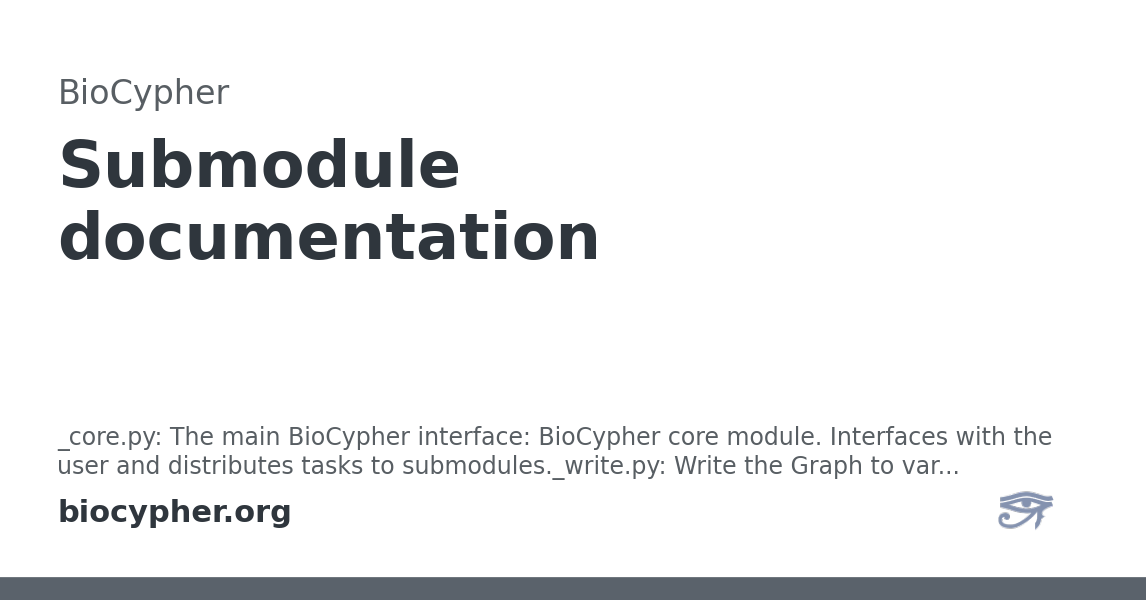 BioCypher
Submodule
documentation
_core.py: The main BioCypher interface: BioCypher core module. Interfaces with the
user and distributes tasks to submodules._write.py: Write the Graph to var...
biocypher.org